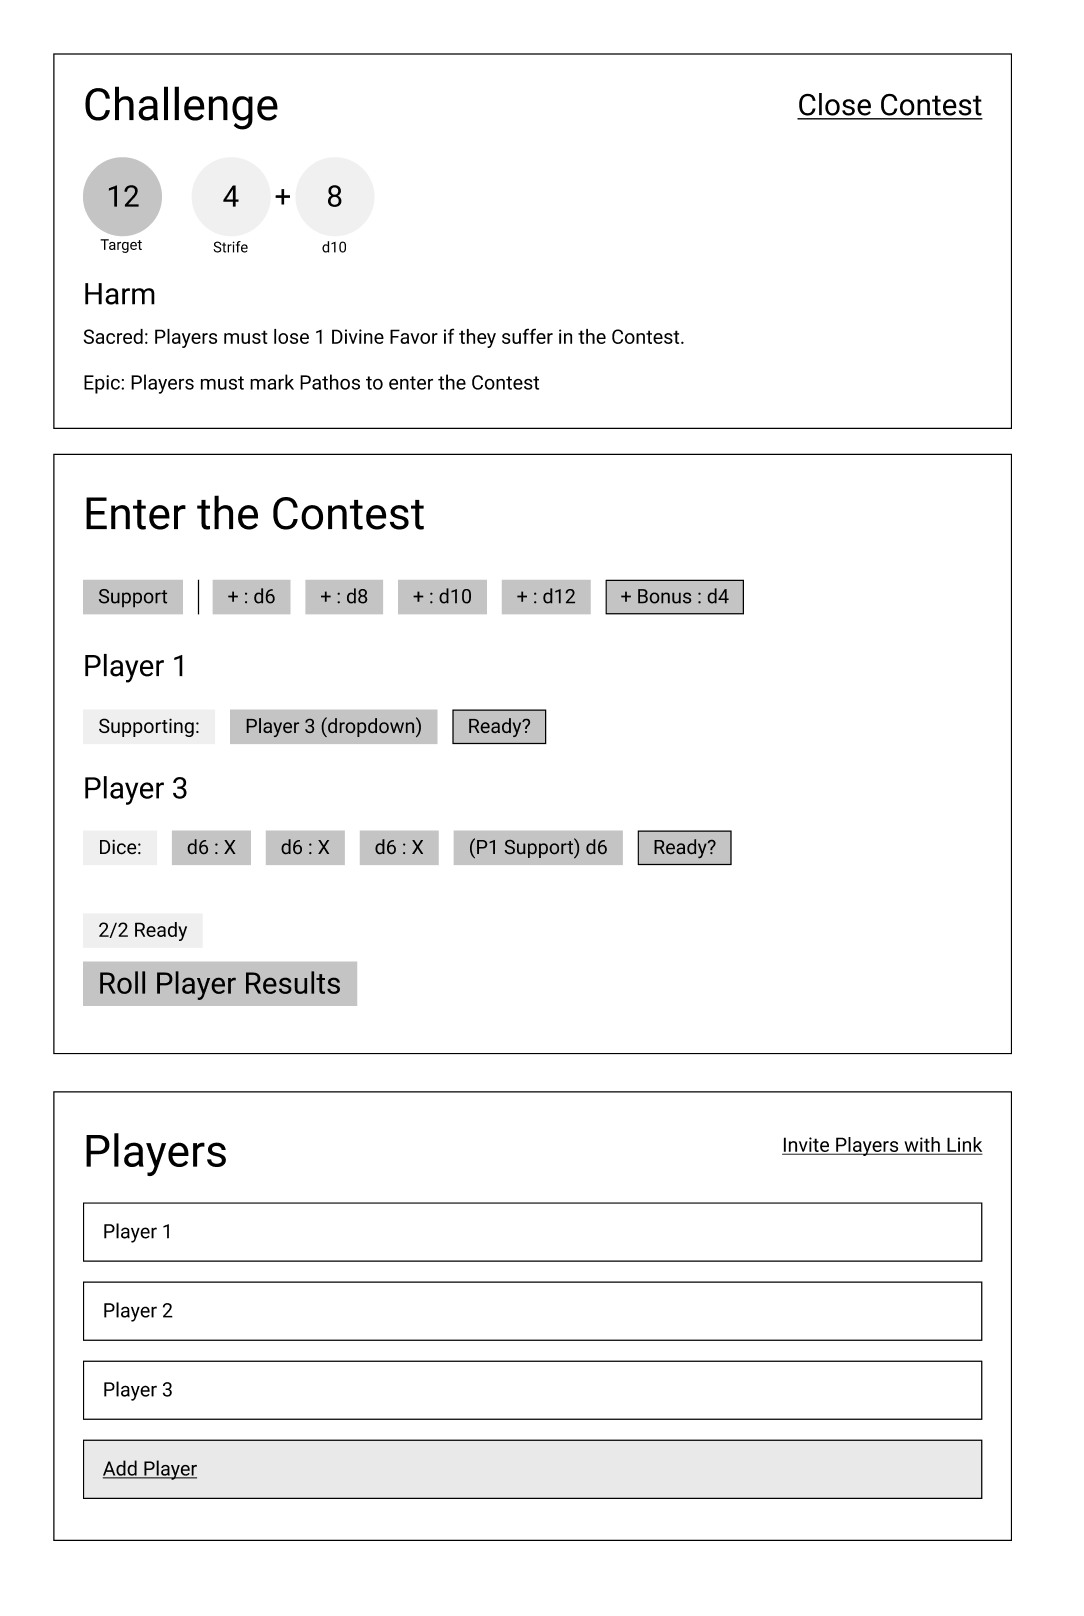 Challenge
Close Contest
12
4 + 8
Target
Strife
d10
Harm
Sacred: Players must lose 1 Divine Favor if they suffer in the Contest.
Epic: Players must mark Pathos to enter the Contest
Enter the Contest
Support
+ : d6
+ : d8
+ : d10
+ : d12
+ Bonus : d4
Player 1
Supporting:
Player 3 (dropdown)
Ready?
Player 3
Dice:
d6 : X
d6 : X
d6 : X
(P1 Support) d6
Ready?
2/2 Ready
Roll Player Results
Players
Invite Players with Link
Player 1
Player 2
Player 3
Add Player